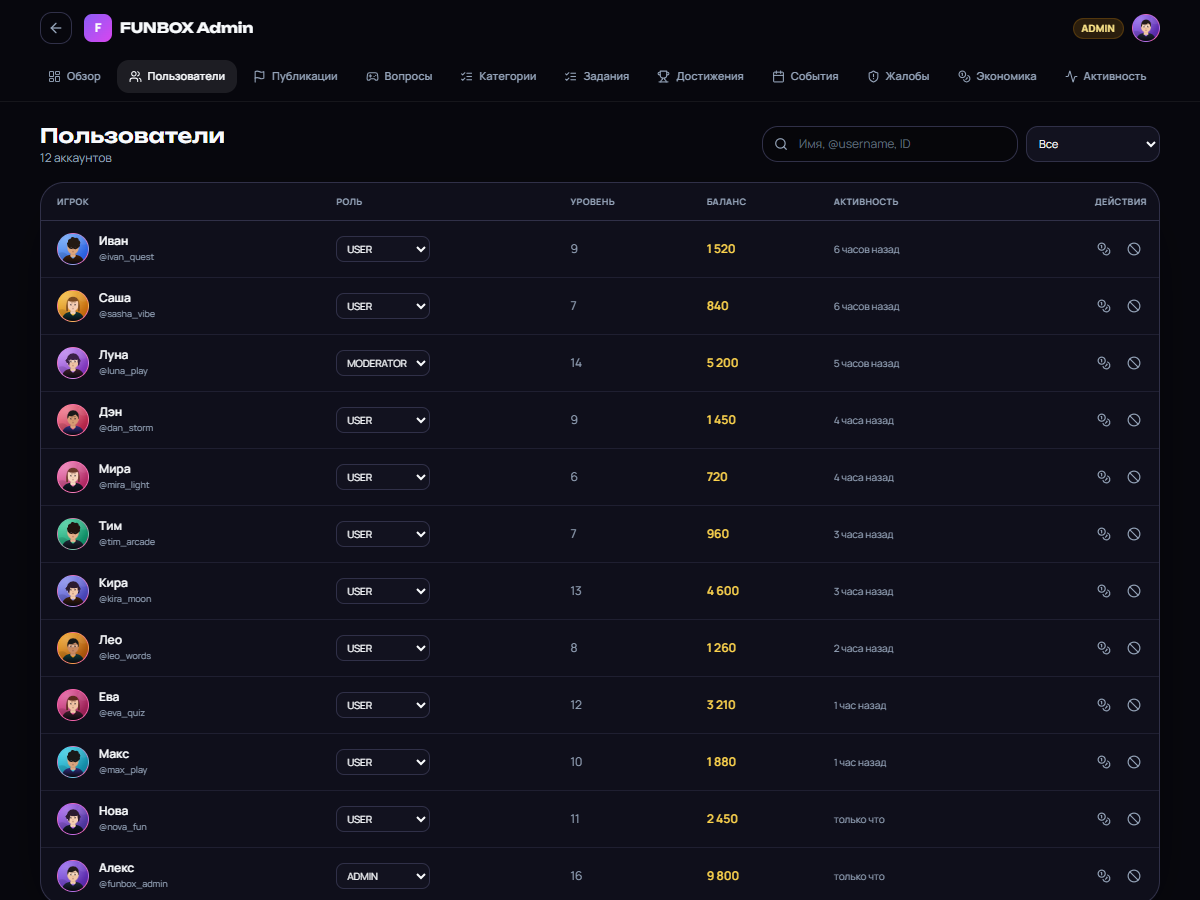 F FUNBOX Admin ADMIN
Обзор Пользователи Публикации Вопросы Категории Задания Достижения События Жалобы Экономика Активность
Пользователи
12 аккаунтов
Имя, @username, ID Все
ИГРОК РОЛЬ УРОВЕНЬ БАЛАНС АКТИВНОСТЬ ДЕЙСТВИЯ
Иван
@ivan_quest
USER 9 1 520 6 часов назад
Саша
@sasha_vibe
USER 7 840 6 часов назад
Луна
@luna_play
MODERATOR 14 5 200 5 часов назад
Дэн
@dan_storm
USER 9 1 450 4 часа назад
Мира
@mira_light
USER 6 720 4 часа назад
Тим
@tim_arcade
USER 7 960 3 часа назад
Кира
@kira_moon
USER 13 4 600 3 часа назад
Лео
@leo_words
USER 8 1 260 2 часа назад
Ева
@eva_quiz
USER 12 3 210 1 час назад
Макс
@max_play
USER 10 1 880 1 час назад
Нова
@nova_fun
USER 11 2 450 только что
Алекс
@funbox_admin
ADMIN 16 9 800 только что